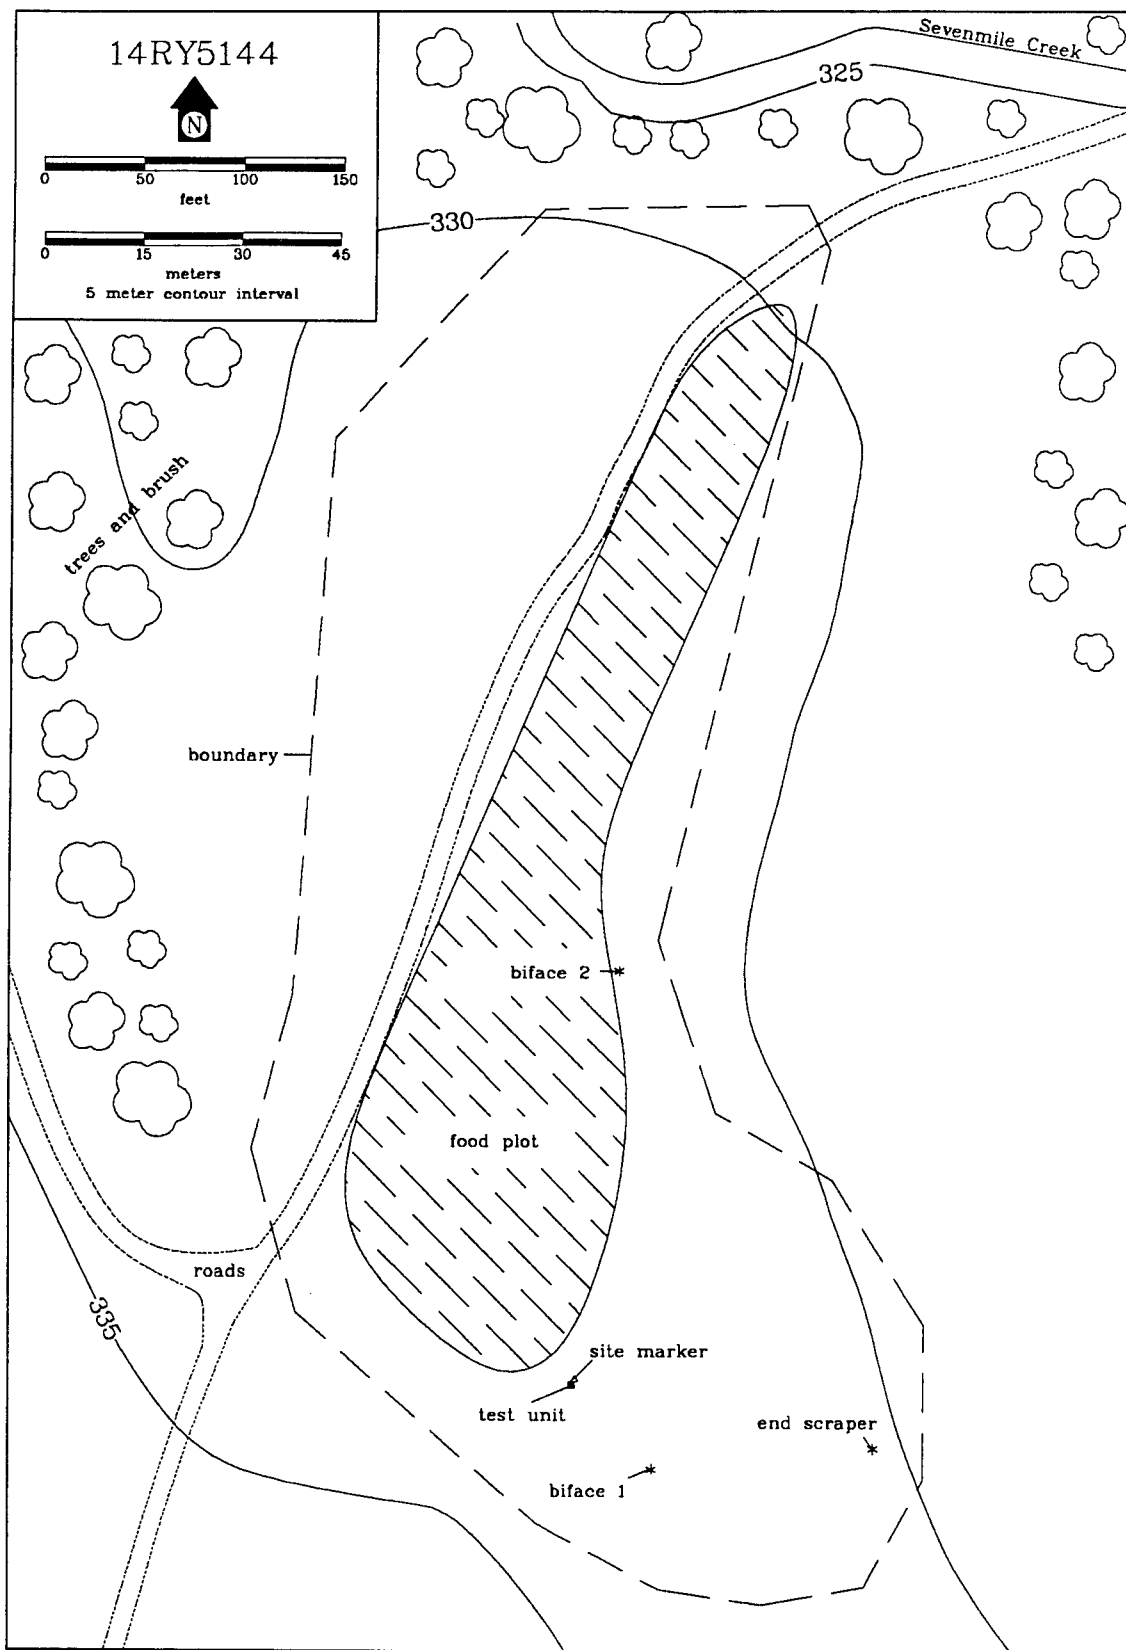 14RY5144
N
0 50 100 150
feet
0 15 30 45
meters
5 meter contour interval
Sevenmile Creek
325
330
trees and brush
boundary
biface 2
food plot
roads
335
site marker
test unit
end scraper
biface 1